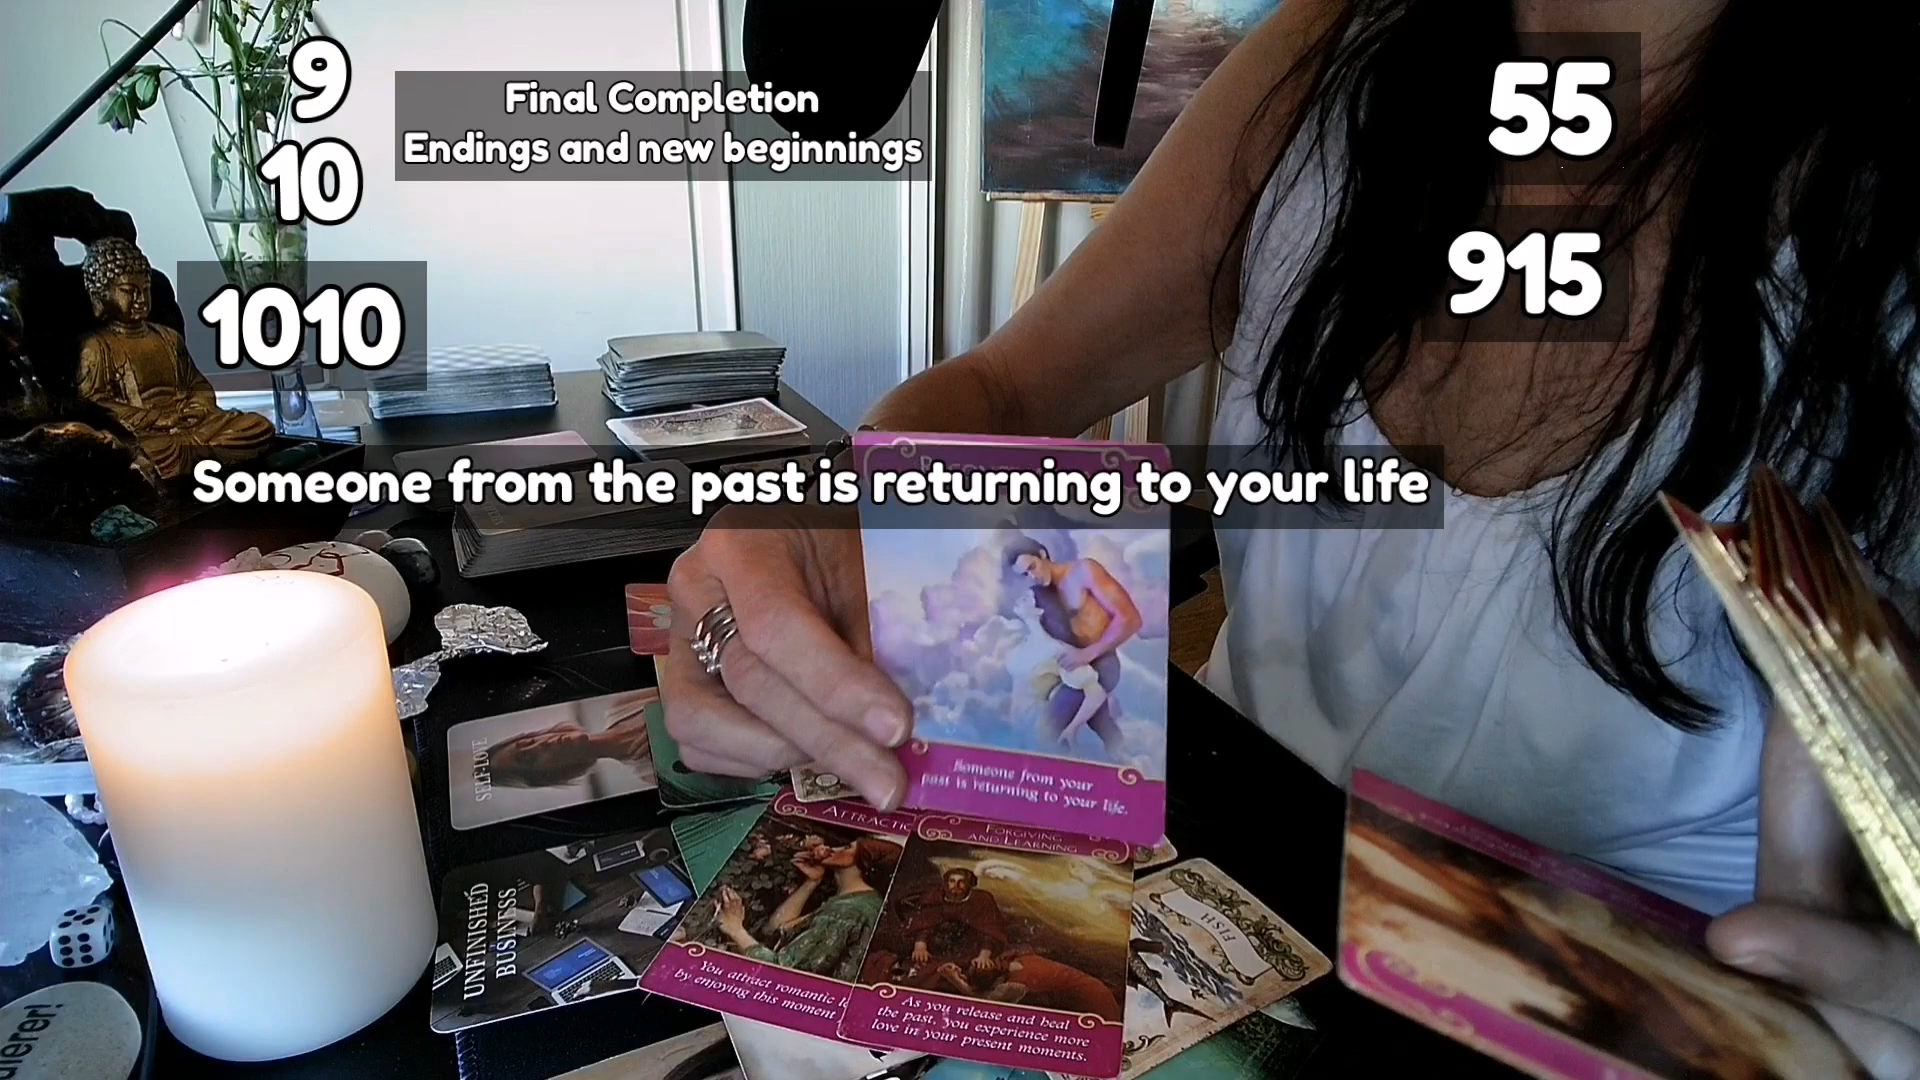 9
10
Final Completion
Endings and new beginnings
1010
55
915
Someone from the past is returning to your life
Someone from your
past is returning to your life.
SELF-LOVE
UNFINISHED
BUSINESS
ATTRACTIO
You attract romantic l
by enjoying this moment
FORGIVING
AND LEARNING
As you release and heal
the past, you experience more
love in your present moments.
FISH